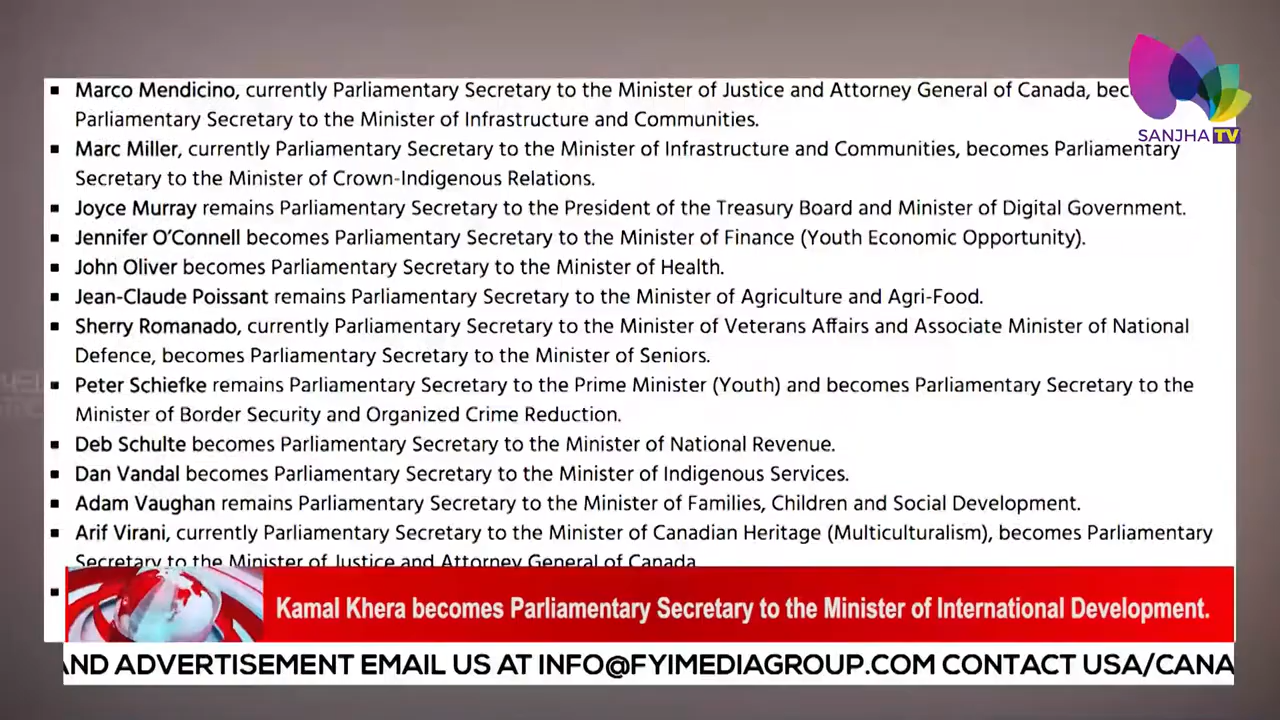 Marco Mendicino, currently Parliamentary Secretary to the Minister of Justice and Attorney General of Canada,
Parliamentary Secretary to the Minister of Infrastructure and Communities.
SANJHA TV
Marc Miller, currently Parliamentary Secretary to the Minister of Infrastructure and Communities, becomes Parliamentary
Secretary to the Minister of Crown-Indigenous Relations.
Joyce Murray remains Parliamentary Secretary to the President of the Treasury Board and Minister of Digital Government.
Jennifer O’Connell becomes Parliamentary Secretary to the Minister of Finance (Youth Economic Opportunity).
John Oliver becomes Parliamentary Secretary to the Minister of Health.
Jean-Claude Poissant remains Parliamentary Secretary to the Minister of Agriculture and Agri-Food.
Sherry Romanado, currently Parliamentary Secretary to the Minister of Veterans Affairs and Associate Minister of National
Defence, becomes Parliamentary Secretary to the Minister of Seniors.
Peter Schiefke remains Parliamentary Secretary to the Prime Minister (Youth) and becomes Parliamentary Secretary to the
Minister of Border Security and Organized Crime Reduction.
Deb Schulte becomes Parliamentary Secretary to the Minister of National Revenue.
Dan Vandal becomes Parliamentary Secretary to the Minister of Indigenous Services.
Adam Vaughan remains Parliamentary Secretary to the Minister of Families, Children and Social Development.
Arif Virani, currently Parliamentary Secretary to the Minister of Canadian Heritage (Multiculturalism), becomes Parliamentary
Secretary to the Minister of Justice and Attorney General of Canada
Kamal Khera becomes Parliamentary Secretary to the Minister of International Development.
AND ADVERTISEMENT EMAIL US AT INFO@FYIMEDIAGROUP.COM CONTACT USA/CANA